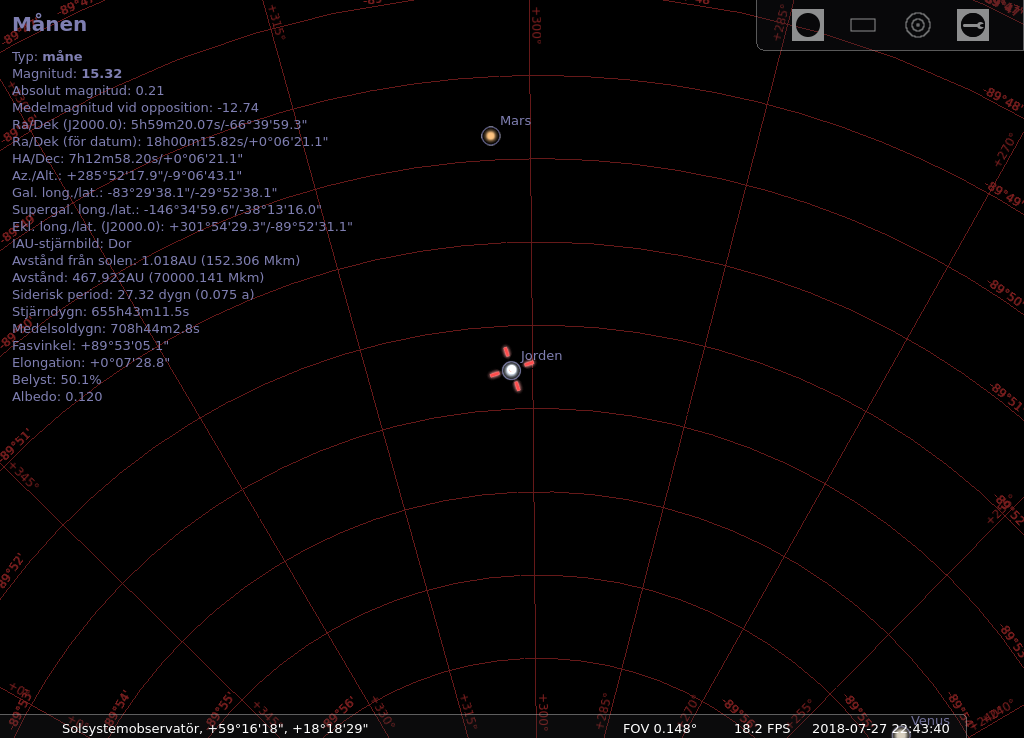 Månen
Typ: måne
Magnitud: 15.32
Absolut magnitud: 0.21
Medelmagnitud vid opposition: -12.74
Ra/Dek (J2000.0): 5h59m20.07s/-66°39'59.3"
Ra/Dek (för datum): 18h00m15.82s/+0°06'21.1"
HA/Dec: 7h12m58.20s/+0°06'21.1"
Az./Alt.: +285°52'17.9"/-9°06'43.1"
Gal. long./lat.: -83°29'38.1"/-29°52'38.1"
Supergal. long./lat.: -146°34'59.6"/-38°13'16.0"
Ekl. long./lat. (J2000.0): +301°54'29.3"/-89°52'31.1"
IAU-stjärnbild: Dor
Avstånd från solen: 1.018AU (152.306 Mkm)
Avstånd: 467.922AU (70000.141 Mkm)
Siderisk period: 27.32 dygn (0.075 a)
Stjärndygn: 655h43m11.5s
Medelsoldygn: 708h44m2.8s
Fasvinkel: +89°53'05.1"
Elongation: +0°07'28.8"
Belyst: 50.1%
Albedo: 0.120
+315°
+300°
+285°
-89°48'
+270°
-89°49'
-89°50'
-89°51'
-89°52'
-89°53'
Mars
Jorden
-89°51'
+345°
-89°52'
-89°53'
-89°54'
-89°55'
-89°56'
+330°
+315°
+300°
+285°
+270°
-89°56'
+255°
-89°55'
-89°54'
Venus
Solsystemobservatör, +59°16'18", +18°18'29"
FOV 0.148°
18.2 FPS
2018-07-27 22:43:40